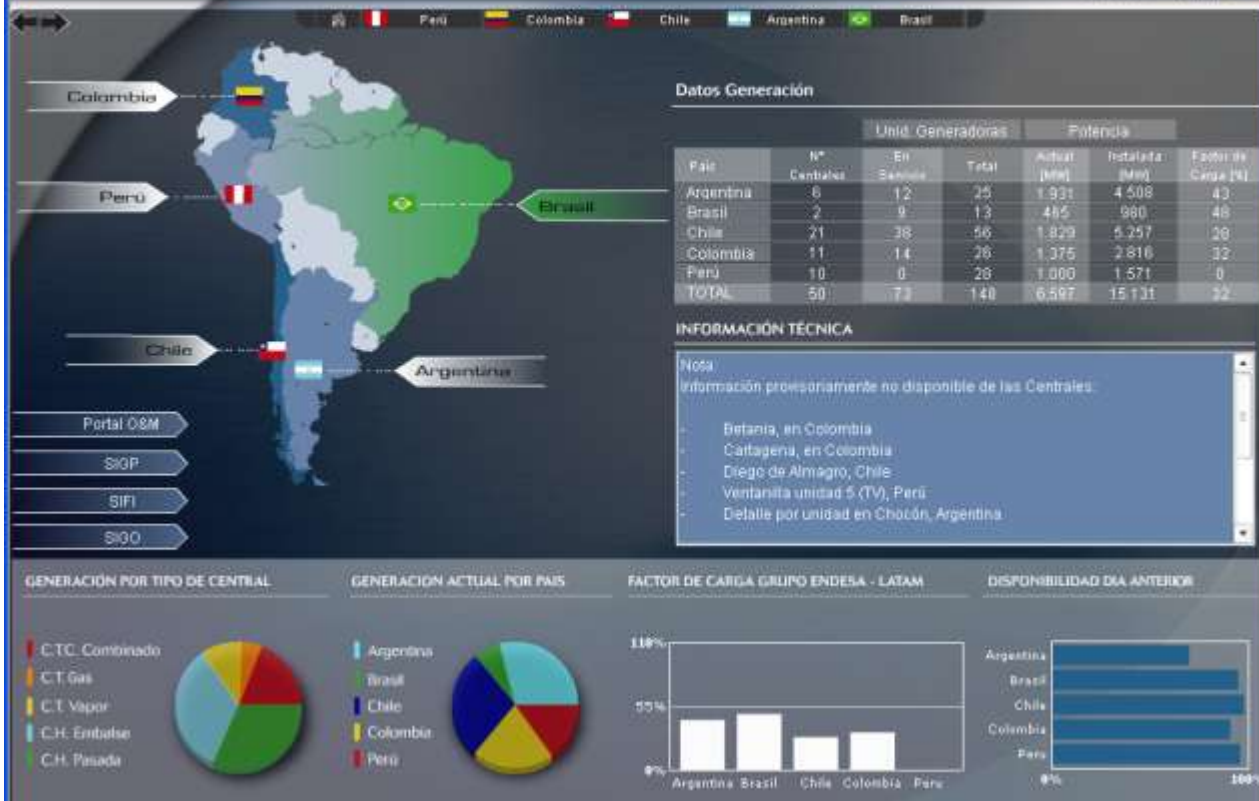 Perú Colombia Chile Argentina Brasil
Colombia
Perú
Brasil
Chile
Argentina
Portal O&M
SIGP
SIFI
SIGO
Datos Generación
Unid. Generadoras Potencia
País N° Centrales En Servicio Total Actual [MW] Instalada [MW] Factor de Carga [%]
Argentina 6 12 25 1.931 4.508 43
Brasil 2 9 13 465 980 48
Chile 21 38 56 1.829 5.257 28
Colombia 11 14 26 1.375 2.816 32
Perú 10 0 28 1.000 1.571 0
TOTAL 50 73 148 6.597 15.131 32
INFORMACIÓN TÉCNICA
Nota:
Información provisoriamente no disponible de las Centrales:
- Betania, en Colombia
- Cartagena, en Colombia
- Diego de Almagro, Chile
- Ventanilla unidad 5 (TV), Perú
- Detalle por unidad en Chocón, Argentina
GENERACIÓN POR TIPO DE CENTRAL
C.T.C. Combinado
C.T. Gas
C.T. Vapor
C.H. Embalse
C.H. Pasada
GENERACION ACTUAL POR PAIS
Argentina
Brasil
Chile
Colombia
Perú
FACTOR DE CARGA GRUPO ENDESA - LATAM
110%
55%
0%
Argentina Brasil Chile Colombia Peru
DISPONIBILIDAD DIA ANTERIOR
Argentina
Brasil
Chile
Colombia
Peru
0% 100%